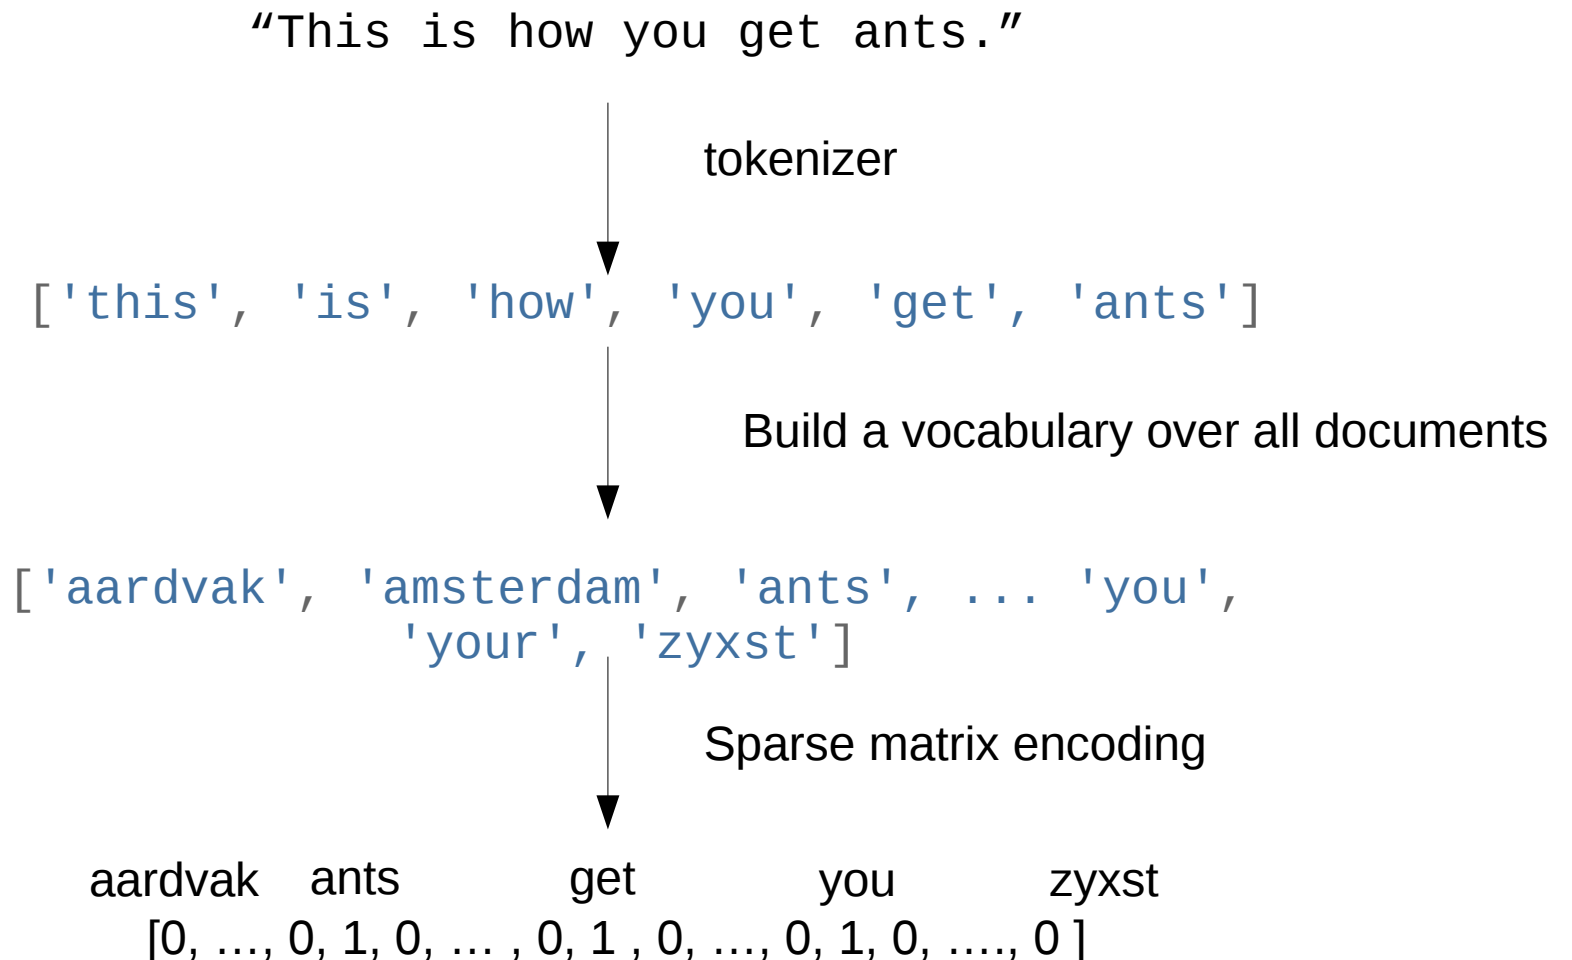 “This is how you get ants.”
tokenizer
['this', 'is', 'how', 'you', 'get', 'ants']
Build a vocabulary over all documents
['aardvak', 'amsterdam', 'ants', ... 'you',
'your', 'zyxst']
Sparse matrix encoding
aardvak ants get you zyxst
[0, …, 0, 1, 0, … , 0, 1 , 0, …, 0, 1, 0, …., 0 ]